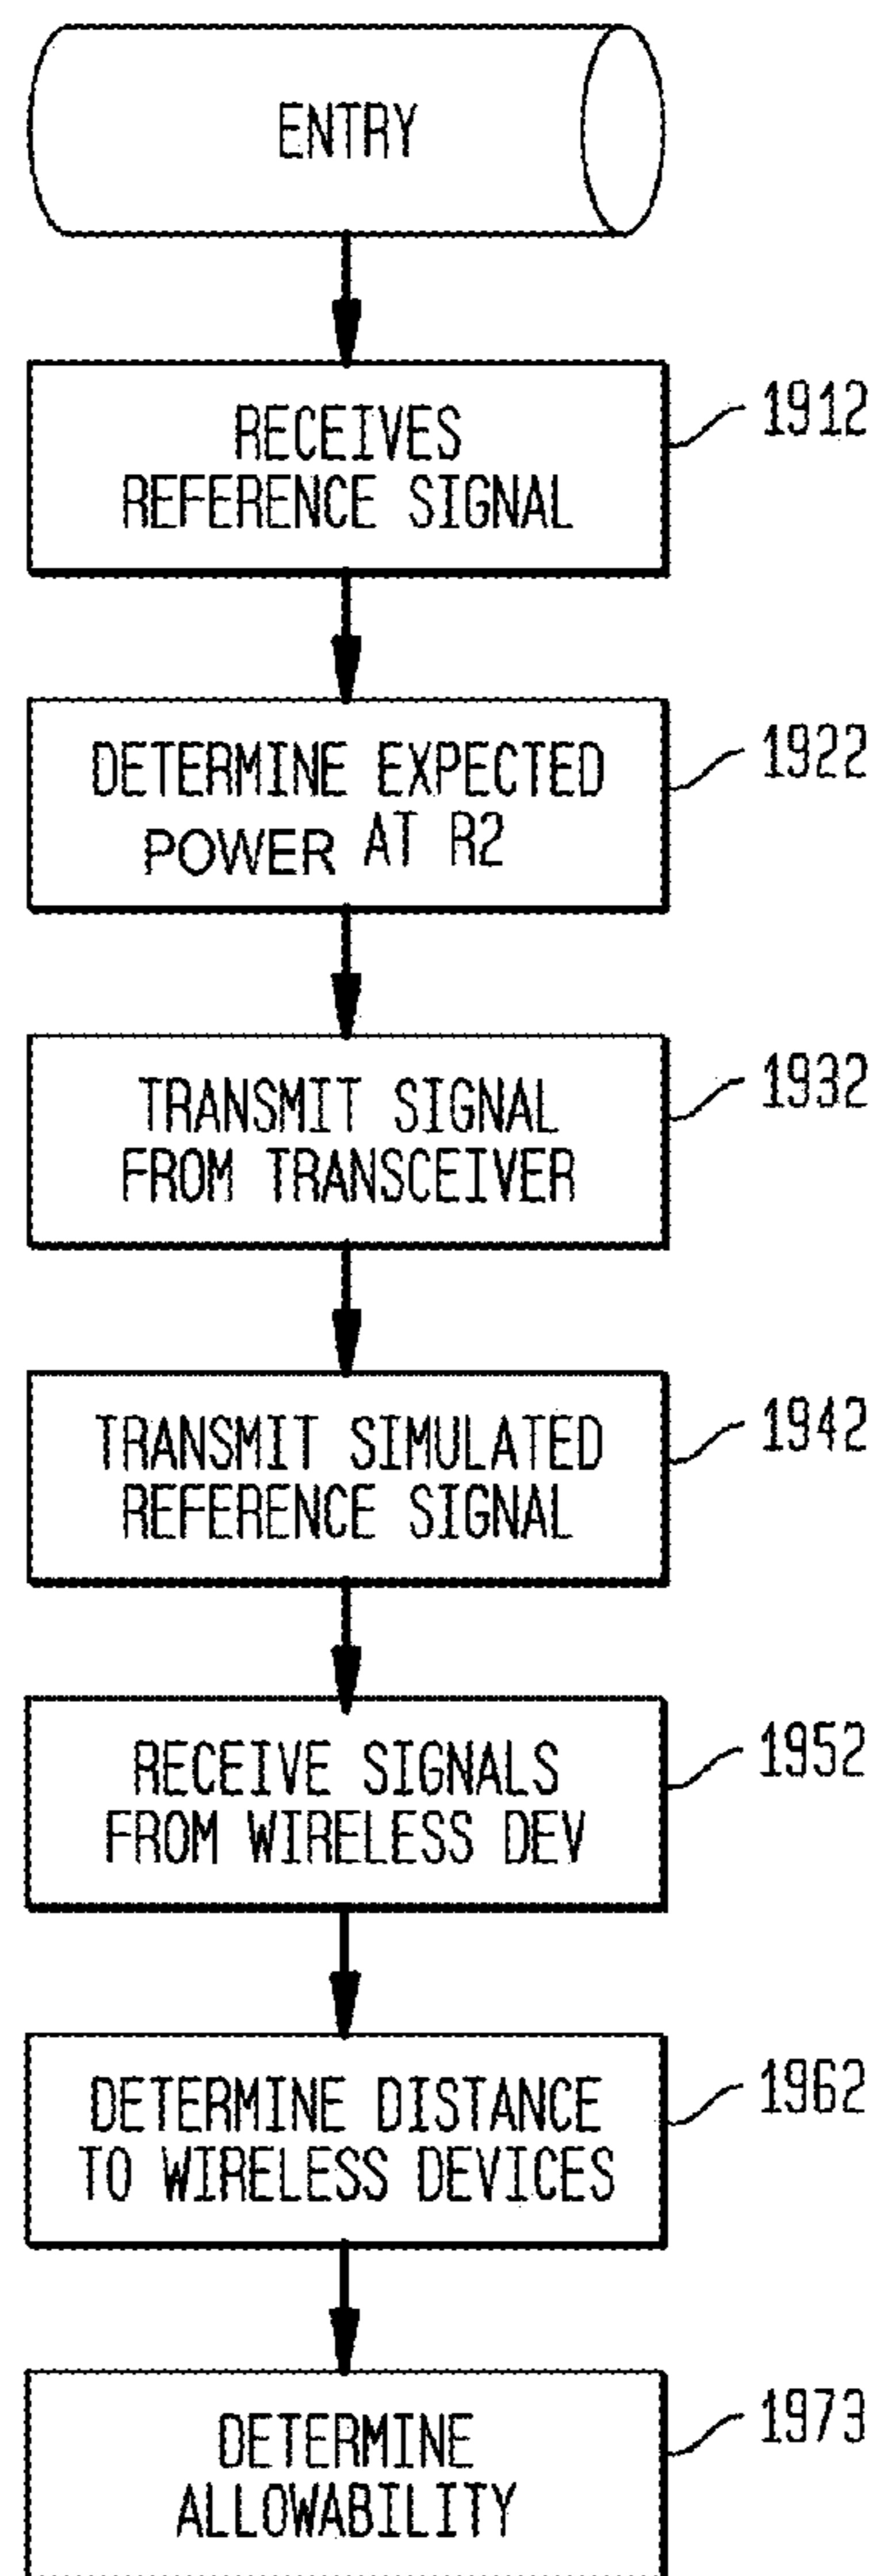 ENTRY
RECEIVES
REFERENCE SIGNAL
1912
DETERMINE EXPECTED
POWER AT R2
1922
TRANSMIT SIGNAL
FROM TRANSCEIVER
1932
TRANSMIT SIMULATED
REFERENCE SIGNAL
1942
RECEIVE SIGNALS
FROM WIRELESS DEV
1952
DETERMINE DISTANCE
TO WIRELESS DEVICES
1962
DETERMINE
ALLOWABILITY
1973